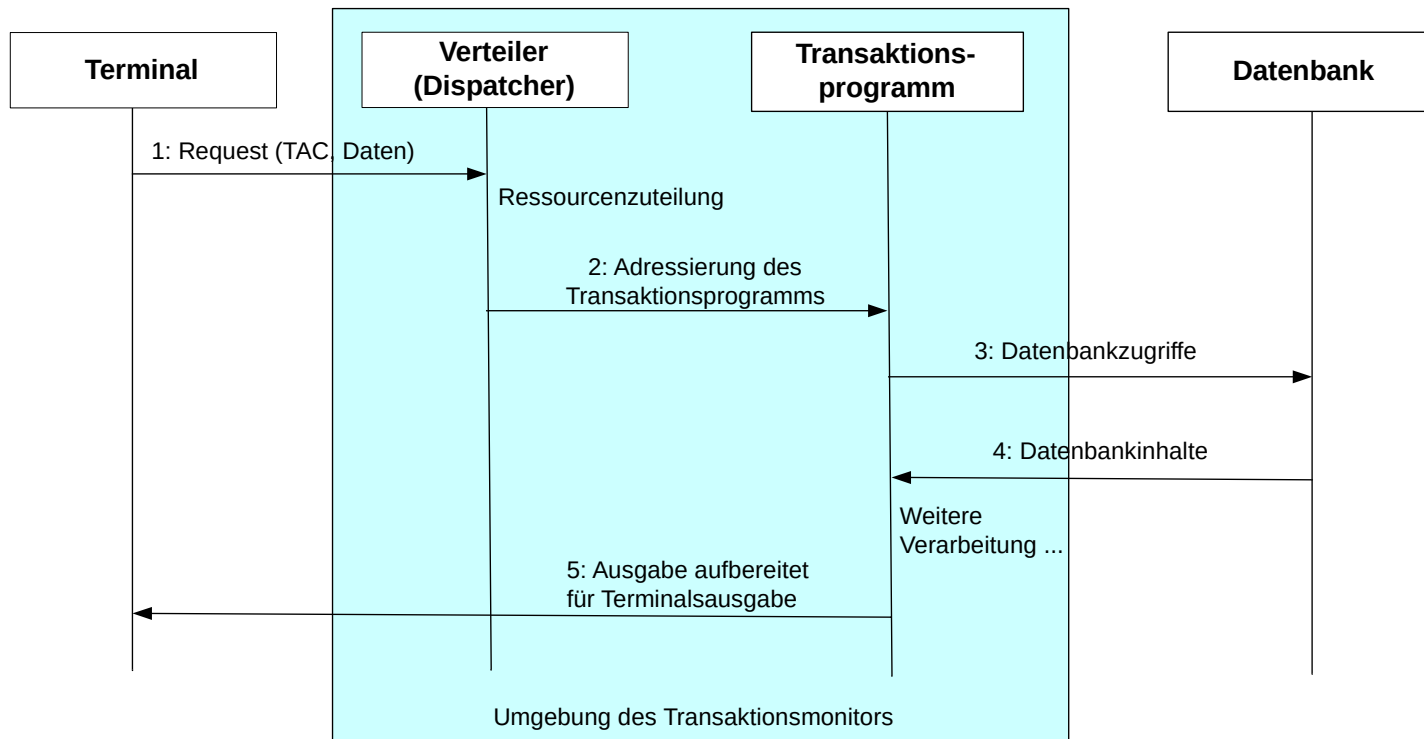 Terminal
Verteiler
(Dispatcher)
Transaktions-
programm
Datenbank
1: Request (TAC, Daten)
Ressourcenzuteilung
2: Adressierung des
Transaktionsprogramms
3: Datenbankzugriffe
4: Datenbankinhalte
Weitere
Verarbeitung ...
5: Ausgabe aufbereitet
für Terminalsausgabe
Umgebung des Transaktionsmonitors